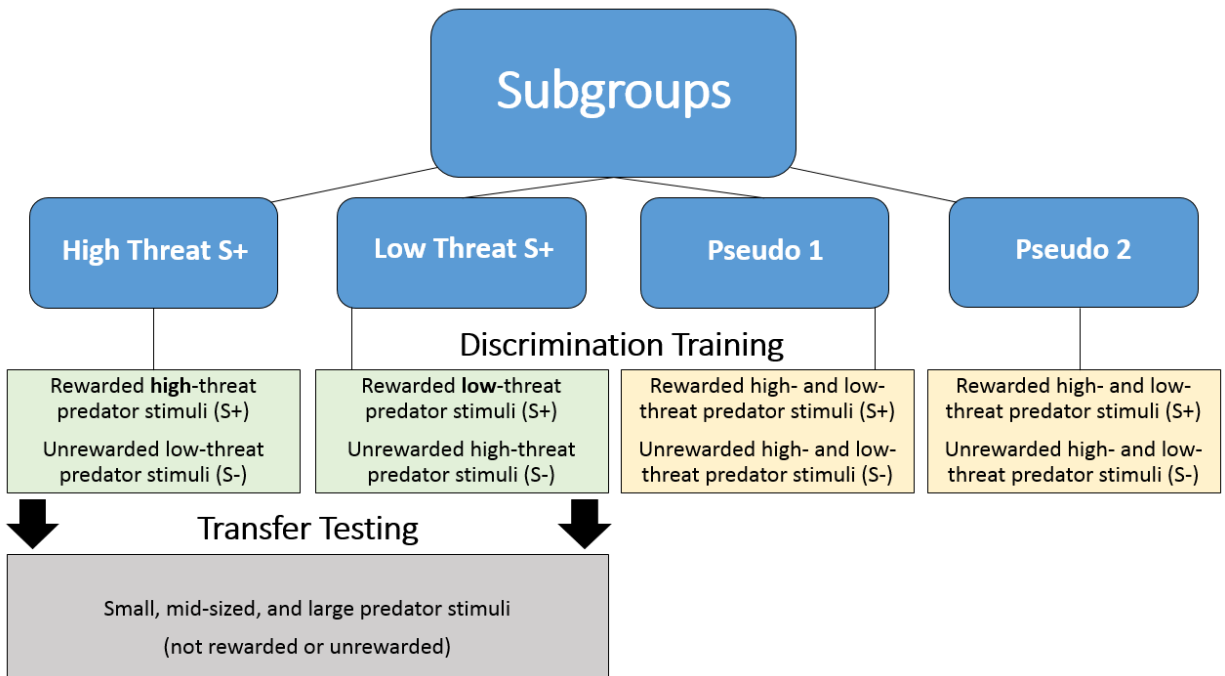 Subgroups
High Threat S+
Low Threat S+
Pseudo 1
Pseudo 2
Discrimination Training
Rewarded high-threat
predator stimuli (S+)
Unrewarded low-threat
predator stimuli (S-)
Rewarded low-threat
predator stimuli (S+)
Unrewarded high-threat
predator stimuli (S-)
Rewarded high- and low-
threat predator stimuli (S+)
Unrewarded high- and low-
threat predator stimuli (S-)
Rewarded high- and low-
threat predator stimuli (S+)
Unrewarded high- and low-
threat predator stimuli (S-)
Transfer Testing
Small, mid-sized, and large predator stimuli
(not rewarded or unrewarded)